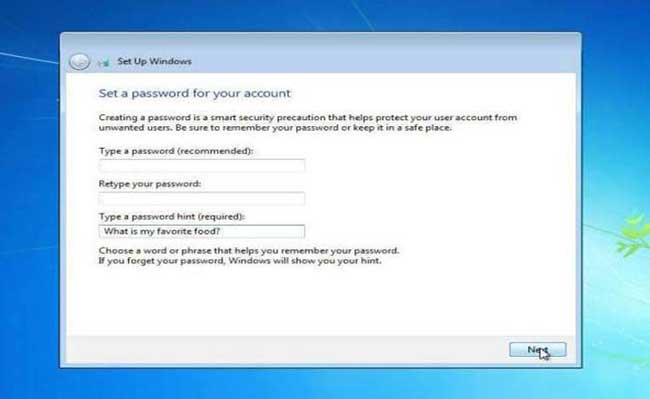 Set Up Windows
Set a password for your account
Creating a password is a smart security precaution that helps protect your user account from
unwanted users. Be sure to remember your password or keep it in a safe place.
Type a password (recommended):
Retype your password:
Type a password hint (required):
What is my favorite food?
Choose a word or phrase that helps you remember your password.
If you forget your password, Windows will show you your hint.
Next